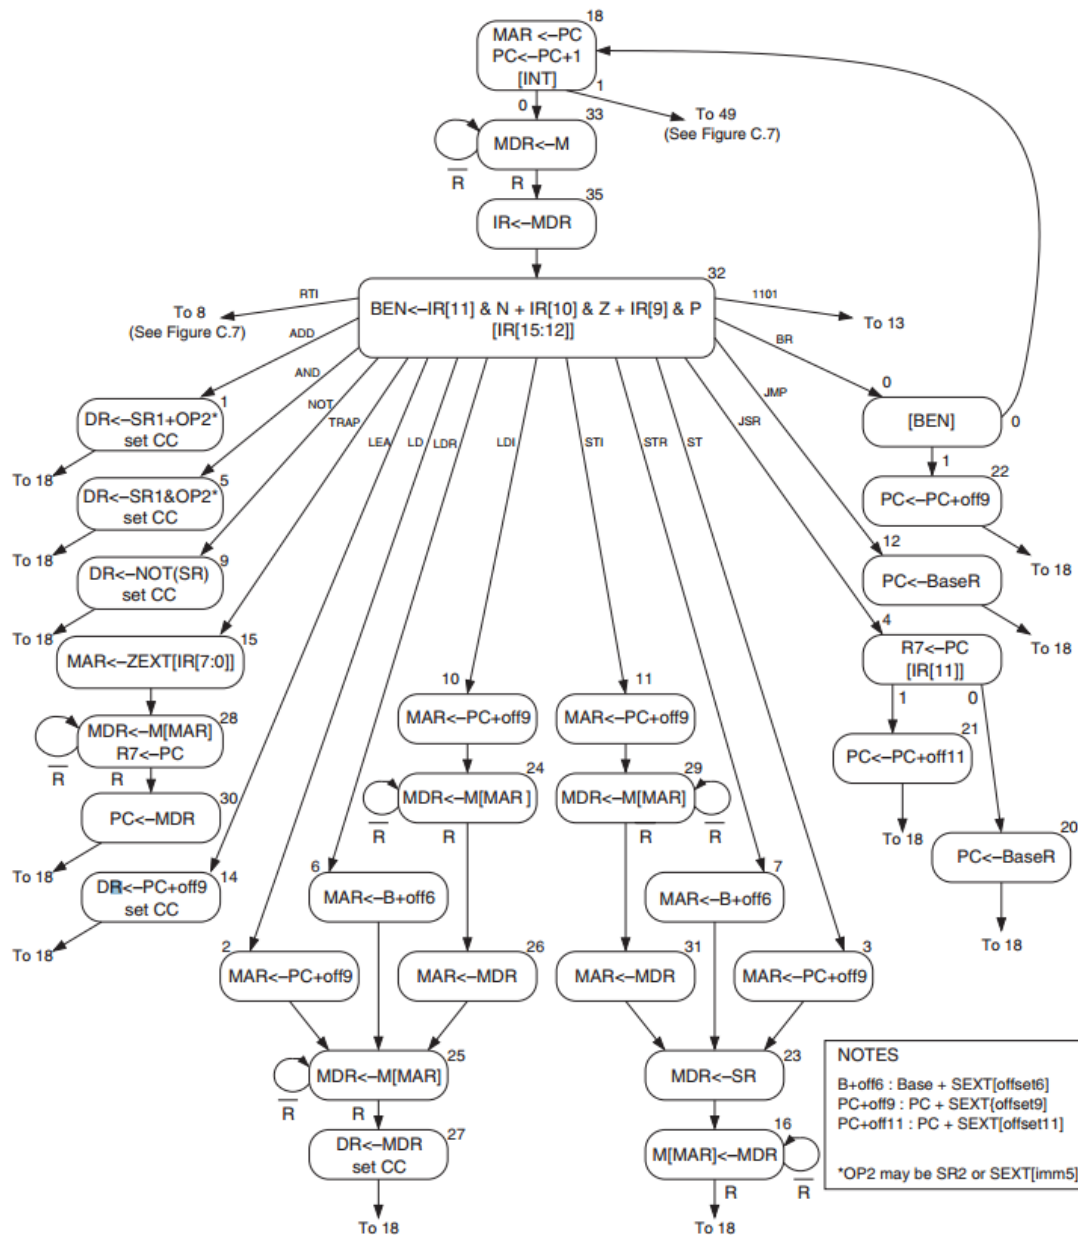 18
MAR <–PC
PC<–PC+1
[INT]
0
1
To 49
(See Figure C.7)
33
MDR<–M
R
R
35
IR<–MDR
32
BEN<–IR[11] & N + IR[10] & Z + IR[9] & P
[IR[15:12]]
RTI
To 8
(See Figure C.7)
1101
To 13
ADD
AND
NOT
TRAP
LEA
LD
LDR
LDI
STI
STR
ST
JSR
JMP
BR
1
DR<–SR1+OP2*
set CC
To 18
5
DR<–SR1&OP2*
set CC
To 18
9
DR<–NOT(SR)
set CC
To 18
15
MAR<–ZEXT[IR[7:0]]
28
MDR<–M[MAR]
R7<–PC
R
R
30
PC<–MDR
To 18
14
DR<–PC+off9
set CC
To 18
0
[BEN]
0
1
22
PC<–PC+off9
To 18
12
PC<–BaseR
To 18
4
R7<–PC
[IR[11]]
1
0
21
PC<–PC+off11
To 18
20
PC<–BaseR
To 18
10
MAR<–PC+off9
11
MAR<–PC+off9
24
MDR<–M[MAR]
R
R
29
MDR<–M[MAR]
R
R
6
MAR<–B+off6
7
MAR<–B+off6
2
MAR<–PC+off9
26
MAR<–MDR
31
MAR<–MDR
3
MAR<–PC+off9
25
MDR<–M[MAR]
R
R
23
MDR<–SR
27
DR<–MDR
set CC
To 18
16
M[MAR]<–MDR
R
R
To 18
NOTES
B+off6 : Base + SEXT[offset6]
PC+off9 : PC + SEXT{offset9]
PC+off11 : PC + SEXT[offset11]
*OP2 may be SR2 or SEXT[imm5]